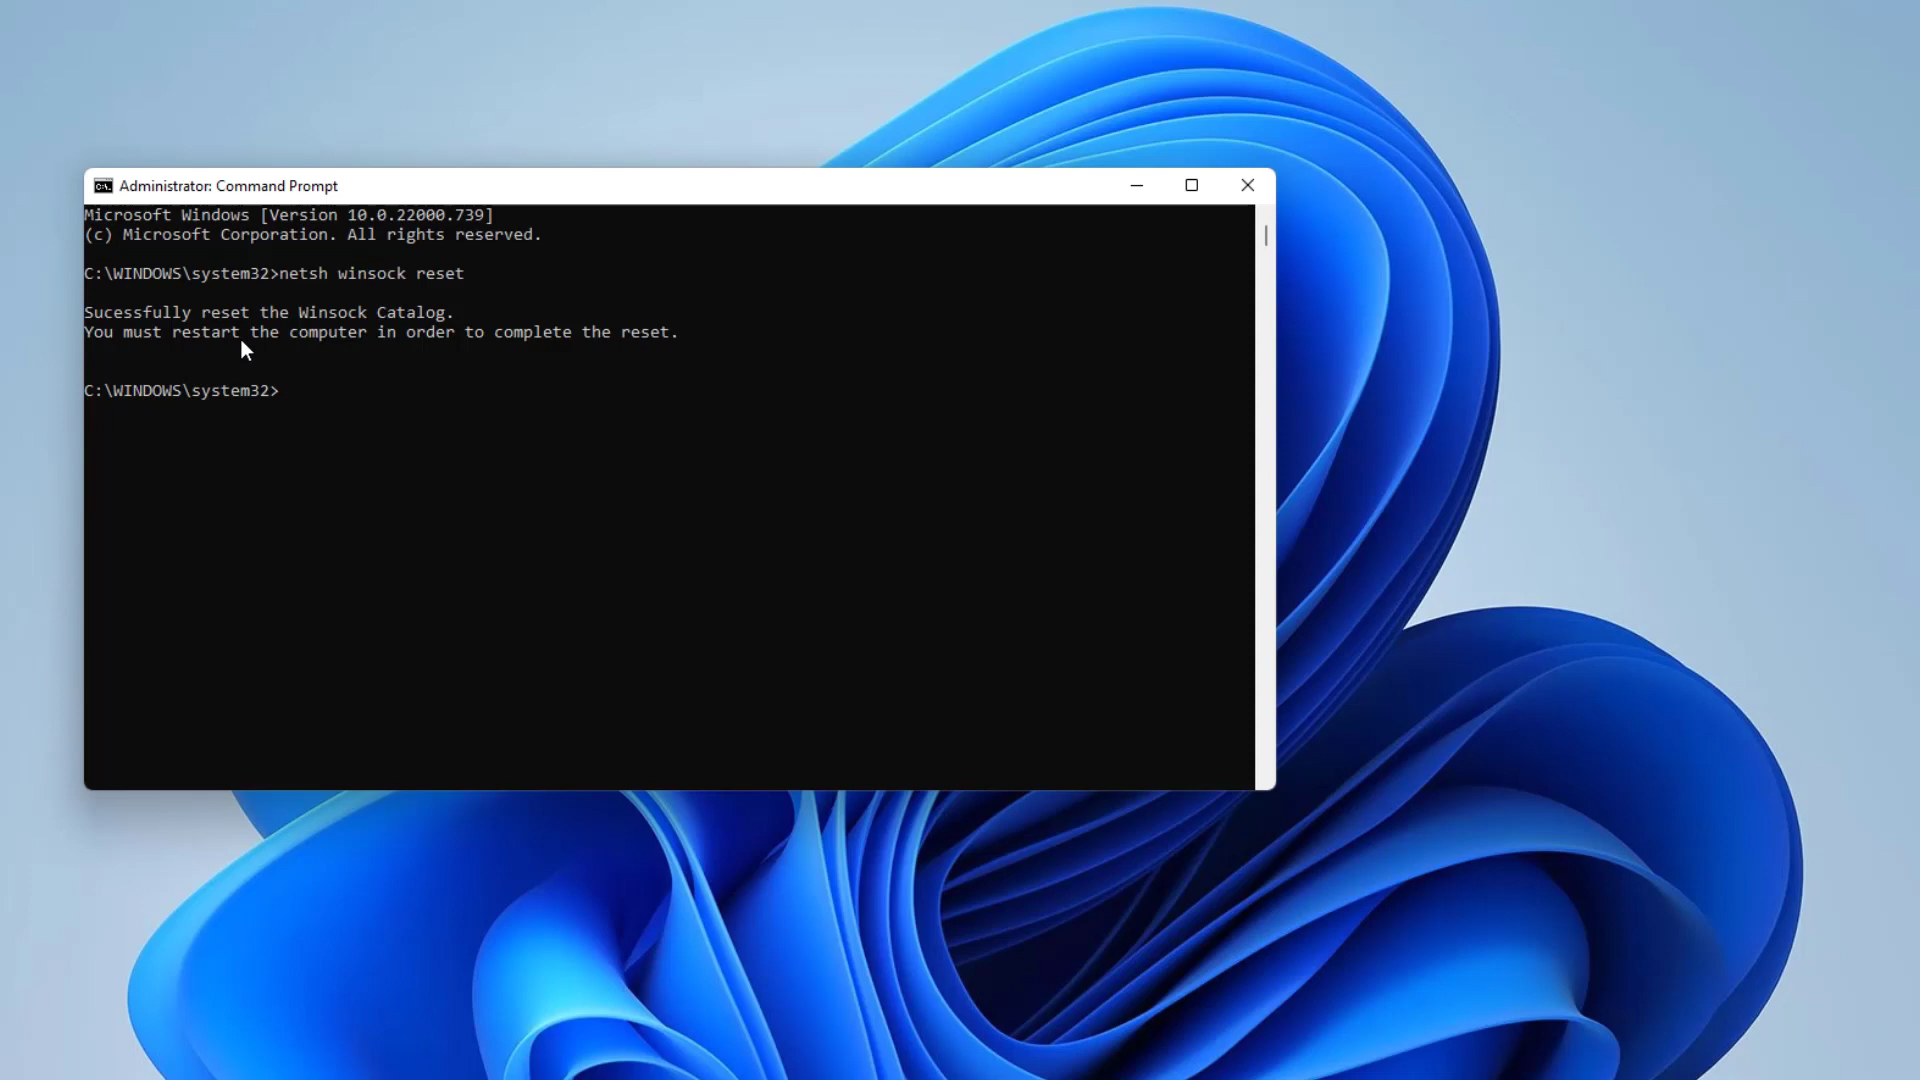 Administrator: Command Prompt
Microsoft Windows [Version 10.0.22000.739]
(c) Microsoft Corporation. All rights reserved.
C:\WINDOWS\system32>netsh winsock reset
Sucessfully reset the Winsock Catalog.
You must restart the computer in order to complete the reset.
C:\WINDOWS\system32>